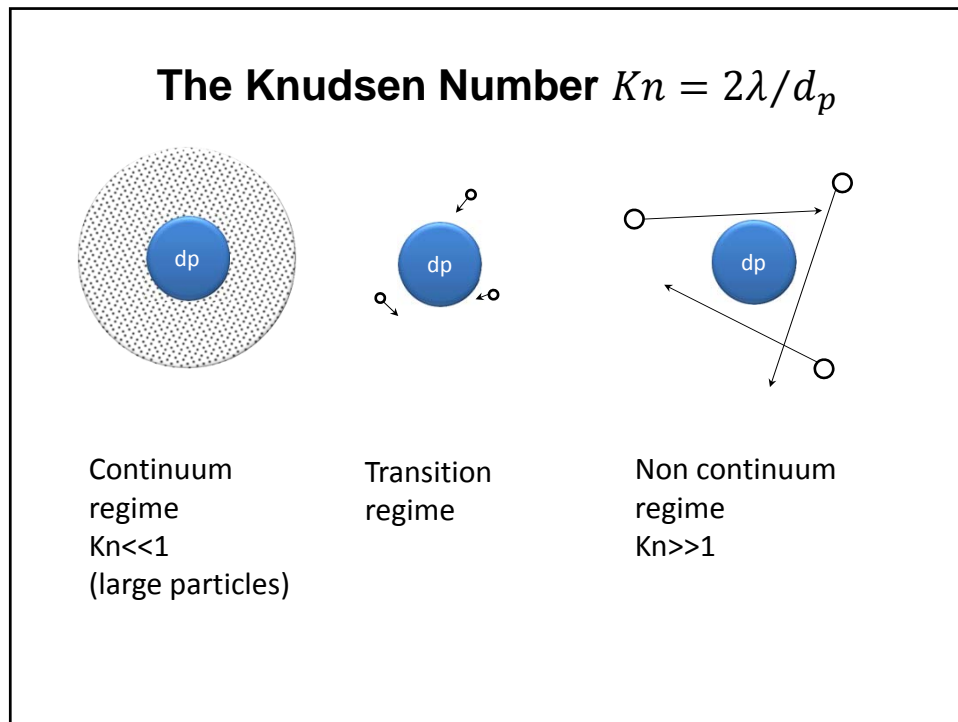 The Knudsen Number Kn = 2λ/d_p
dp
dp
dp
Continuum
regime
Kn<<1
(large particles)
Transition
regime
Non continuum
regime
Kn>>1